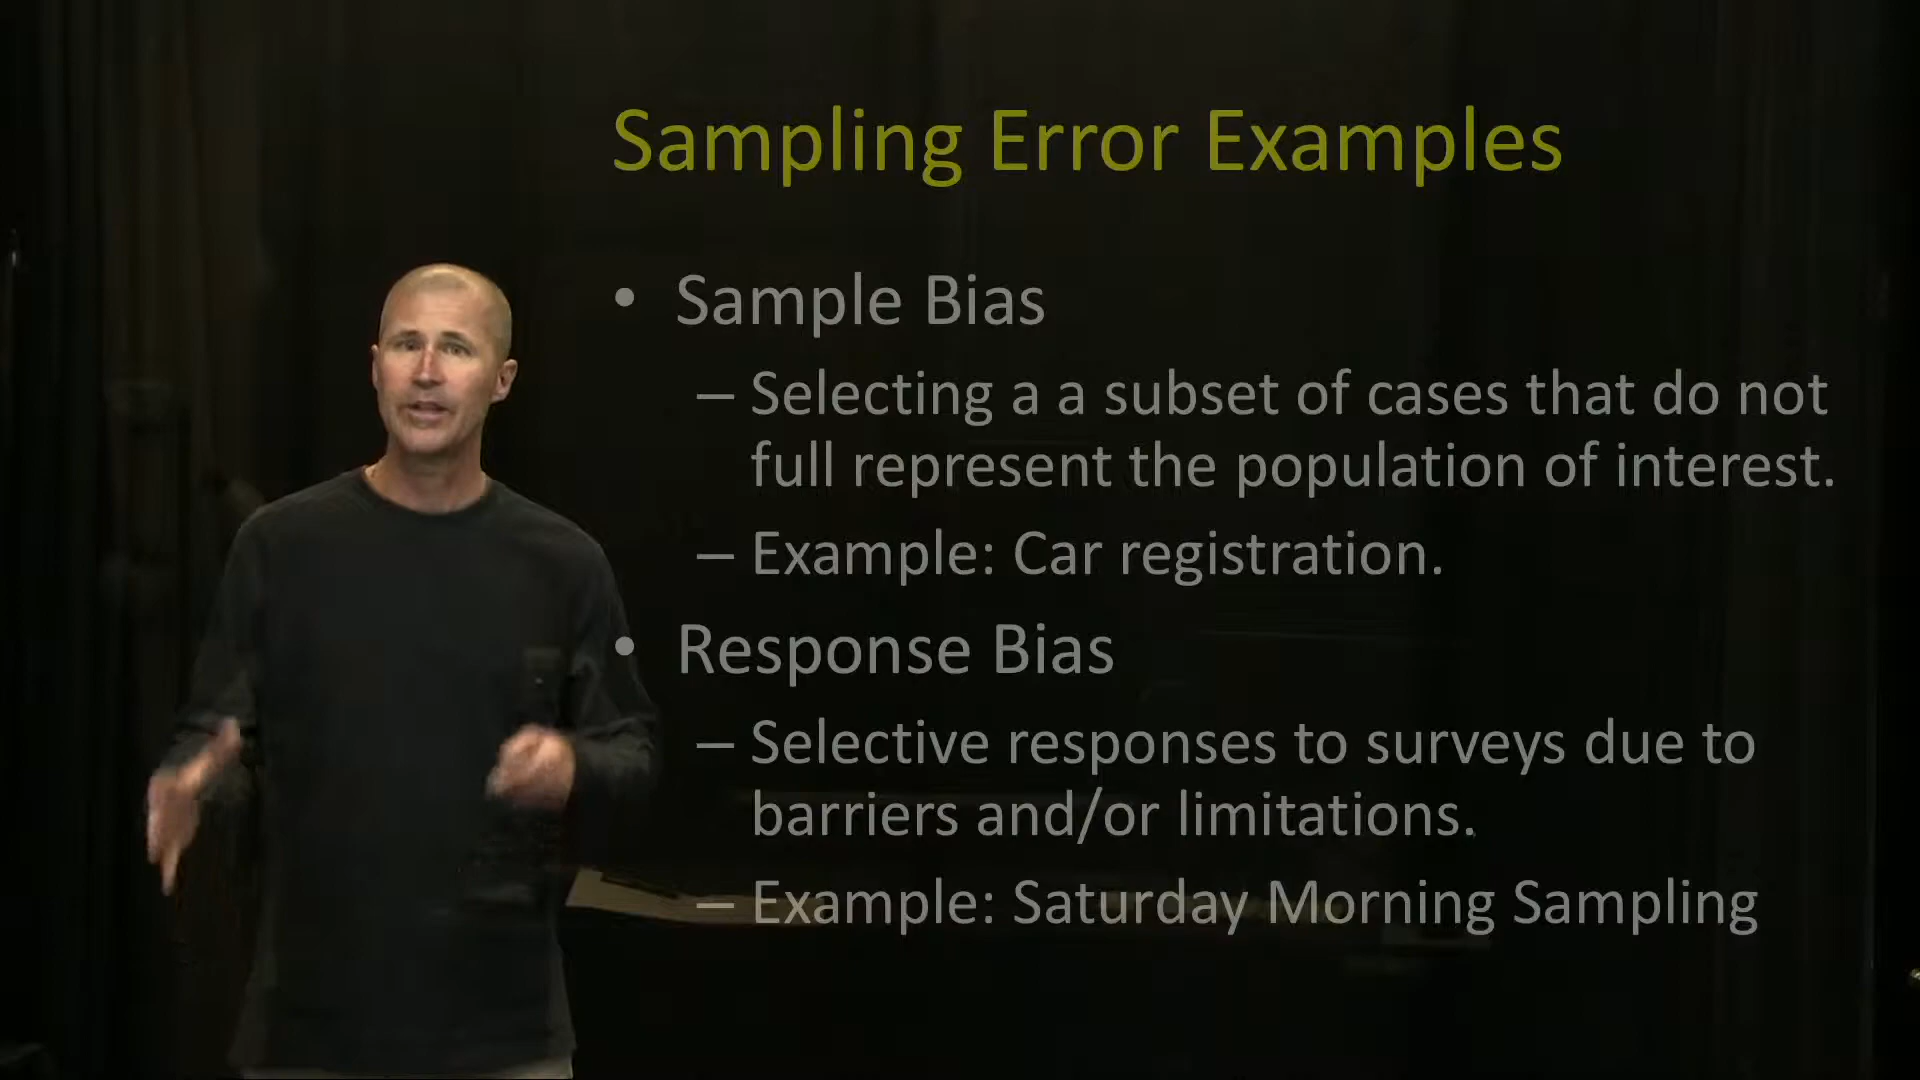 Sampling Error Examples
• Sample Bias
– Selecting a a subset of cases that do not
full represent the population of interest.
– Example: Car registration.
• Response Bias
– Selective responses to surveys due to
barriers and/or limitations.
– Example: Saturday Morning Sampling